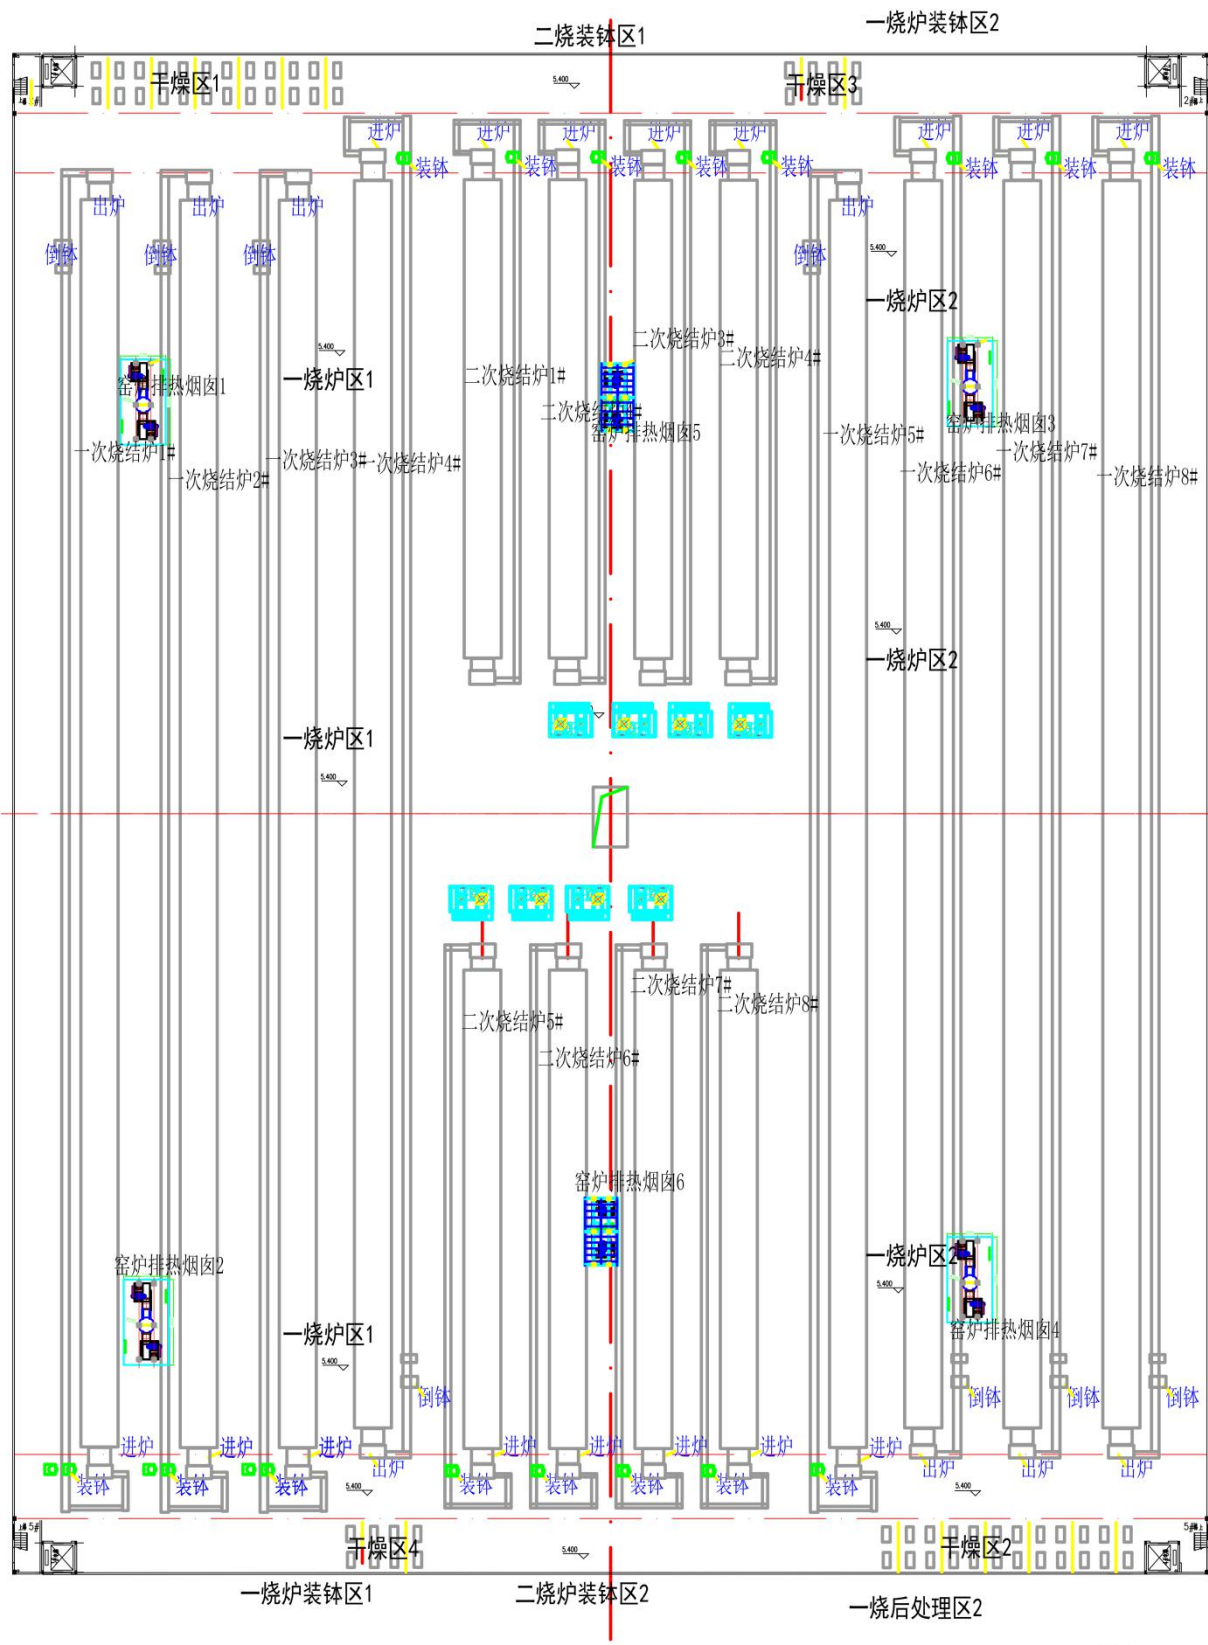 一烧炉装钵区2
二烧装钵区1
干燥区1
5.400
干燥区3
2#
进炉
进炉
进炉
进炉
进炉
进炉
进炉
进炉
装钵
装钵
装钵
装钵
装钵
装钵
装钵
装钵
出炉
出炉
出炉
出炉
倒钵
倒钵
倒钵
倒钵
5.400
一烧炉区2
5.400
一烧炉区1
二次烧结炉3#
二次烧结炉4#
二次烧结炉1#
窑炉排热烟囱1
窑炉排热烟囱5
窑炉排热烟囱3
一次烧结炉1#
一次烧结炉2#
一次烧结炉3#
一次烧结炉4#
一次烧结炉5#
一次烧结炉6#
一次烧结炉7#
一次烧结炉8#
5.400
一烧炉区2
一烧炉区1
5.400
二次烧结炉7#
二次烧结炉8#
二次烧结炉5#
二次烧结炉6#
窑炉排热烟囱6
窑炉排热烟囱2
一烧炉区2
5.400
一烧炉区1
窑炉排热烟囱4
5.400
倒钵
倒钵
倒钵
倒钵
进炉
进炉
进炉
进炉
进炉
进炉
进炉
进炉
出炉
出炉
出炉
出炉
装钵
装钵
装钵
装钵
装钵
装钵
装钵
装钵
5.400
5.400
5#
干燥区4
5.400
干燥区2
5#
一烧炉装钵区1
二烧炉装钵区2
一烧后处理区2